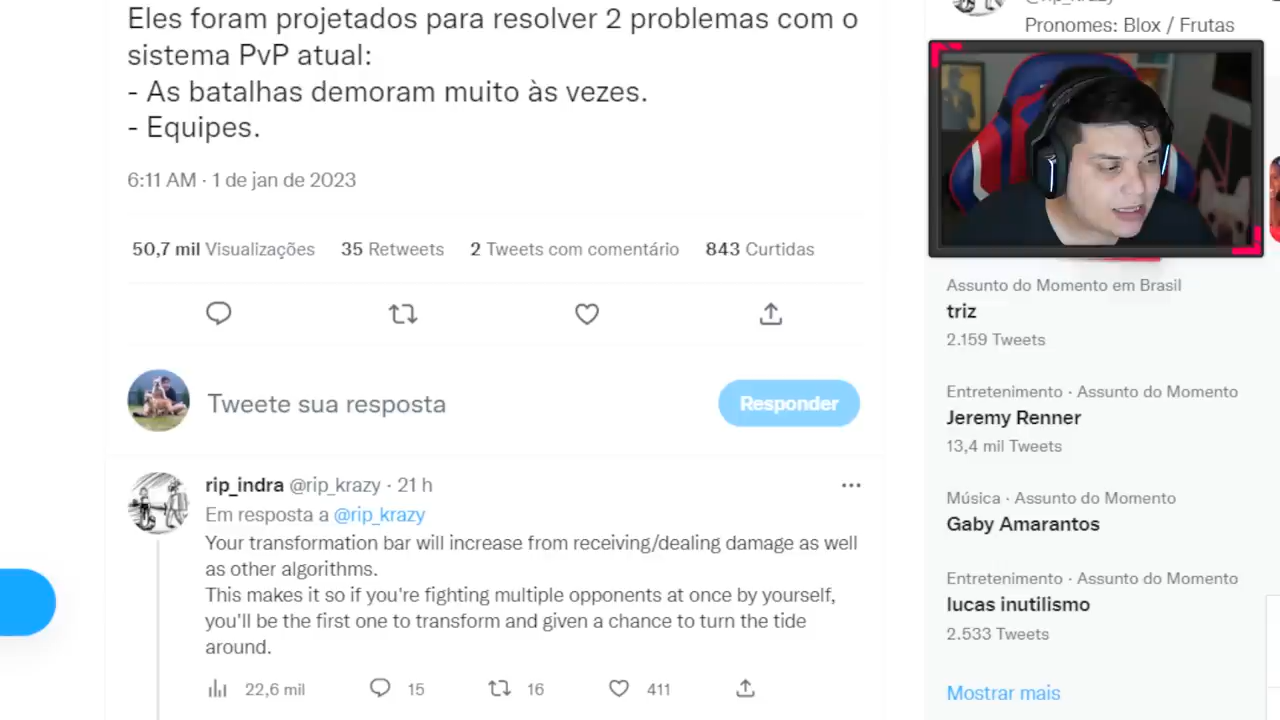 Eles foram projetados para resolver 2 problemas com o
sistema PvP atual:
- As batalhas demoram muito às vezes.
- Equipes.
6:11 AM · 1 de jan de 2023
50,7 mil Visualizações 35 Retweets 2 Tweets com comentário 843 Curtidas
Tweete sua resposta
Responder
rip_indra @rip_krazy · 21 h
Em resposta a @rip_krazy
Your transformation bar will increase from receiving/dealing damage as well
as other algorithms.
This makes it so if you're fighting multiple opponents at once by yourself,
you'll be the first one to transform and given a chance to turn the tide
around.
22,6 mil 15 16 411
@rip_krazy
Pronomes: Blox / Frutas
Assunto do Momento em Brasil
triz
2.159 Tweets
Entretenimento · Assunto do Momento
Jeremy Renner
13,4 mil Tweets
Música · Assunto do Momento
Gaby Amarantos
Entretenimento · Assunto do Momento
lucas inutilismo
2.533 Tweets
Mostrar mais